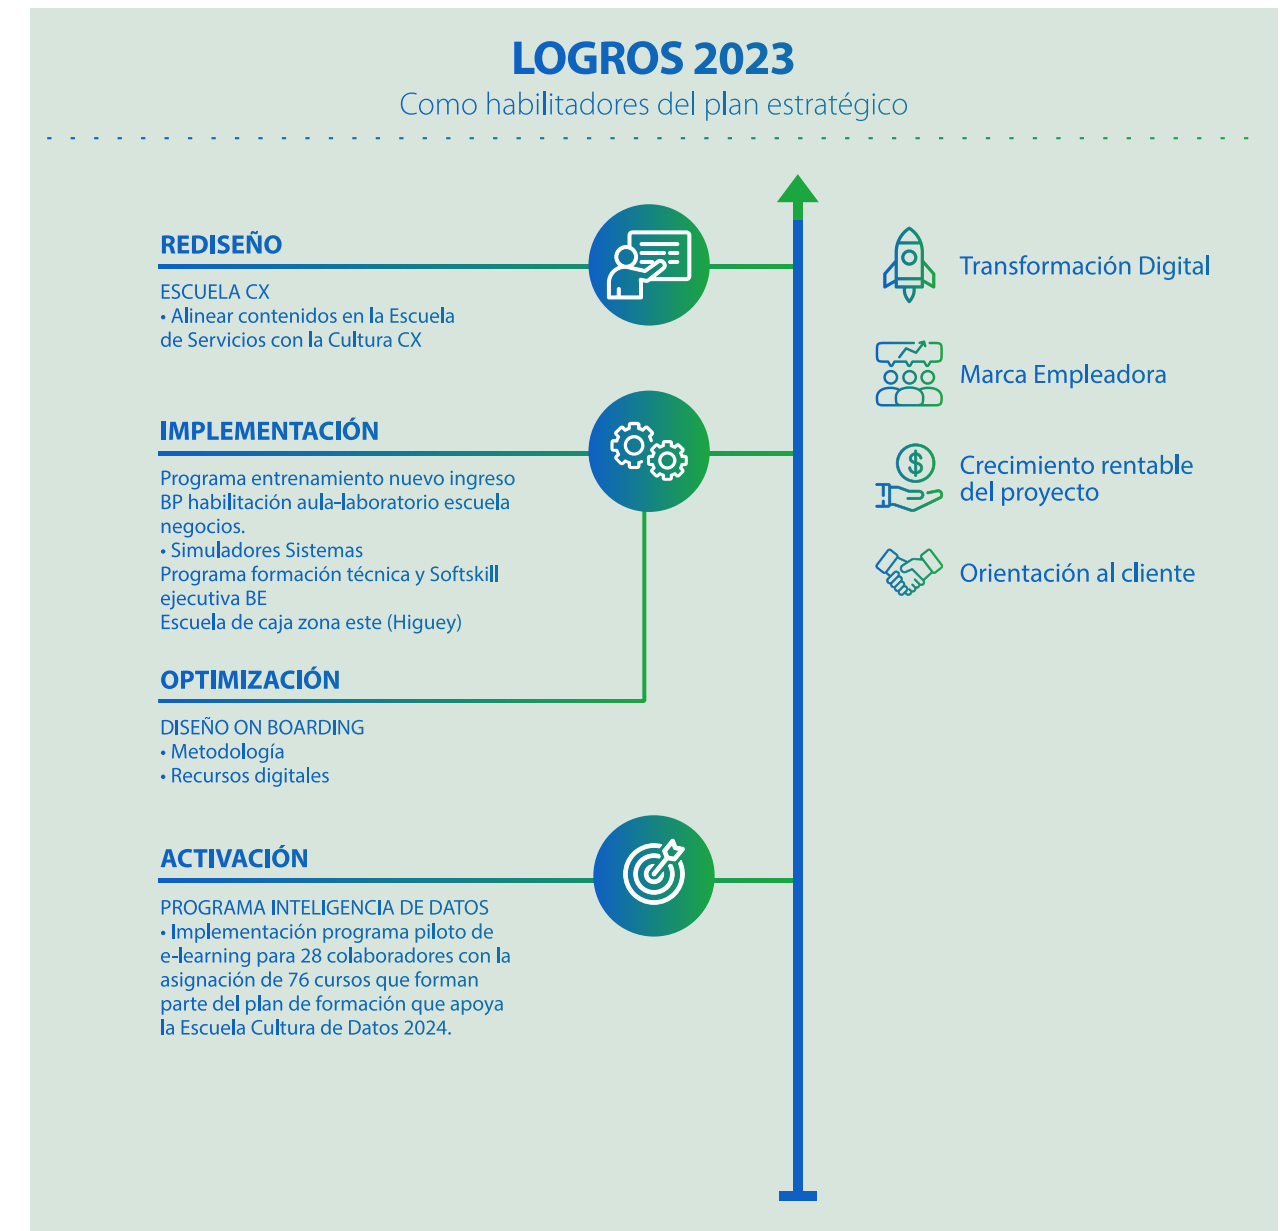 LOGROS 2023
Como habilitadores del plan estratégico
REDISEÑO
ESCUELA CX
• Alinear contenidos en la Escuela
de Servicios con la Cultura CX
IMPLEMENTACIÓN
Programa entrenamiento nuevo ingreso
BP habilitación aula-laboratorio escuela
negocios.
• Simuladores Sistemas
Programa formación técnica y Softskill
ejecutiva BE
Escuela de caja zona este (Higuey)
OPTIMIZACIÓN
DISEÑO ON BOARDING
• Metodología
• Recursos digitales
ACTIVACIÓN
PROGRAMA INTELIGENCIA DE DATOS
• Implementación programa piloto de
e-learning para 28 colaboradores con la
asignación de 76 cursos que forman
parte del plan de formación que apoya
la Escuela Cultura de Datos 2024.
Transformación Digital
Marca Empleadora
Crecimiento rentable
del proyecto
Orientación al cliente